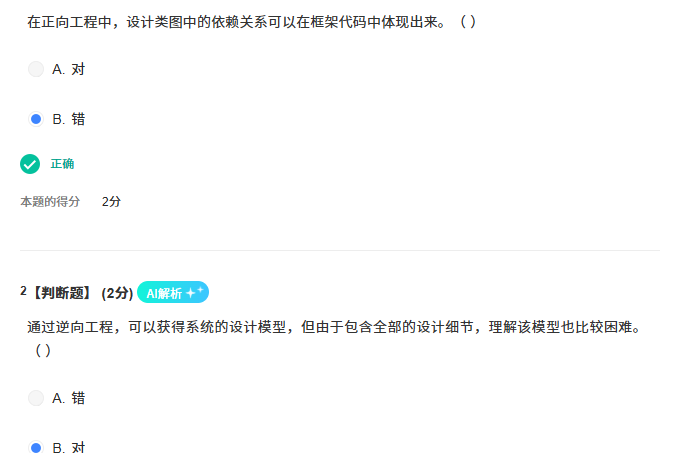 在正向工程中，设计类图中的依赖关系可以在框架代码中体现出来。（ ）
A. 对
B. 错
正确
本题的得分 2分
2【判断题】 (2分) AI解析
通过逆向工程，可以获得系统的设计模型，但由于包含全部的设计细节，理解该模型也比较困难。
（ ）
A. 错
B. 对